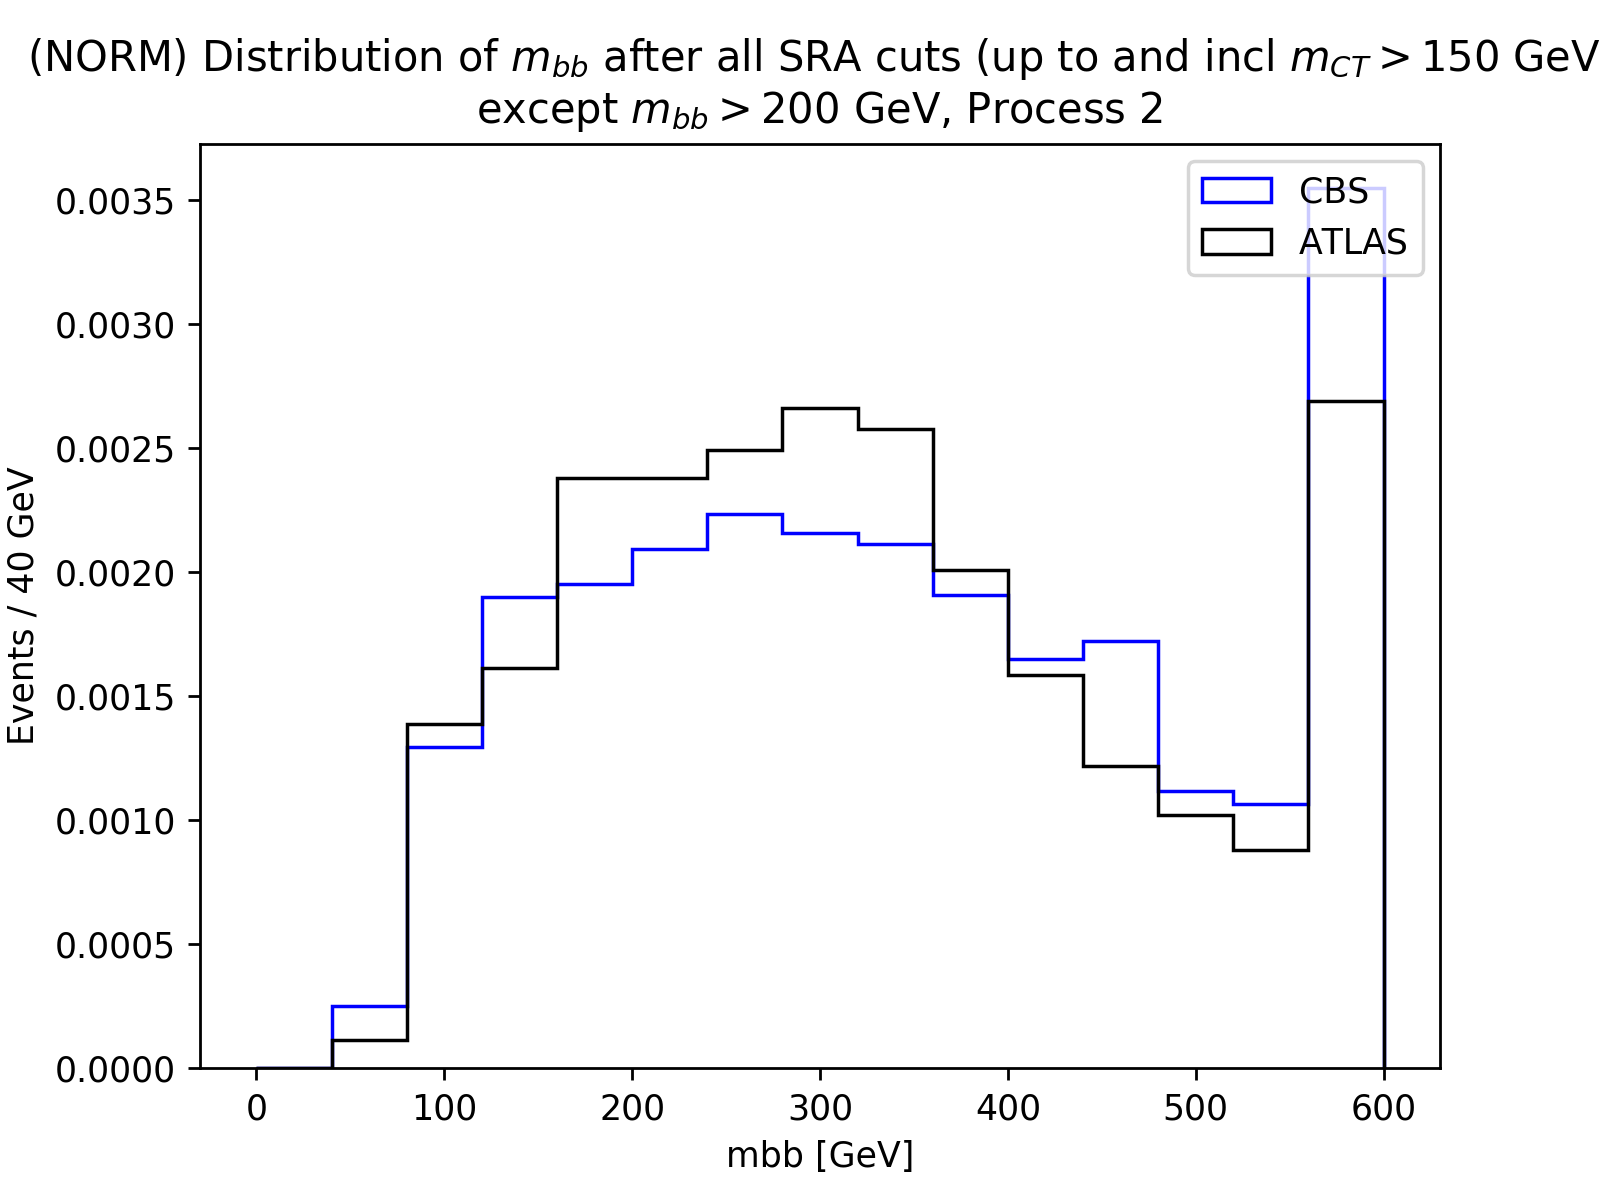 (NORM) Distribution of m_bb after all SRA cuts (up to and incl m_CT > 150 GeV
except m_bb > 200 GeV, Process 2
CBS
ATLAS
0.0035
0.0030
0.0025
0.0020
0.0015
0.0010
0.0005
0.0000
Events / 40 GeV
0 100 200 300 400 500 600
mbb [GeV]